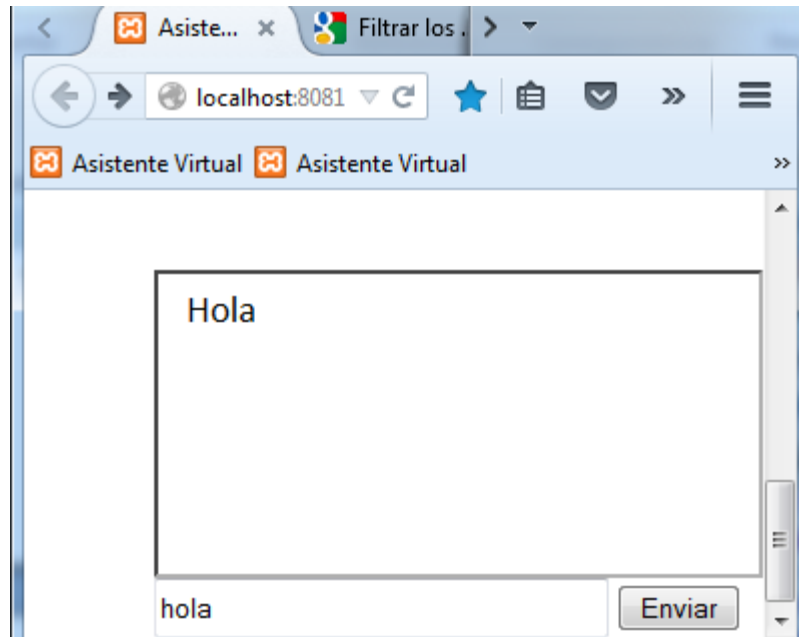 Asiste...
Filtrar los .
localhost:8081
Asistente Virtual
Asistente Virtual
Hola
hola
Enviar